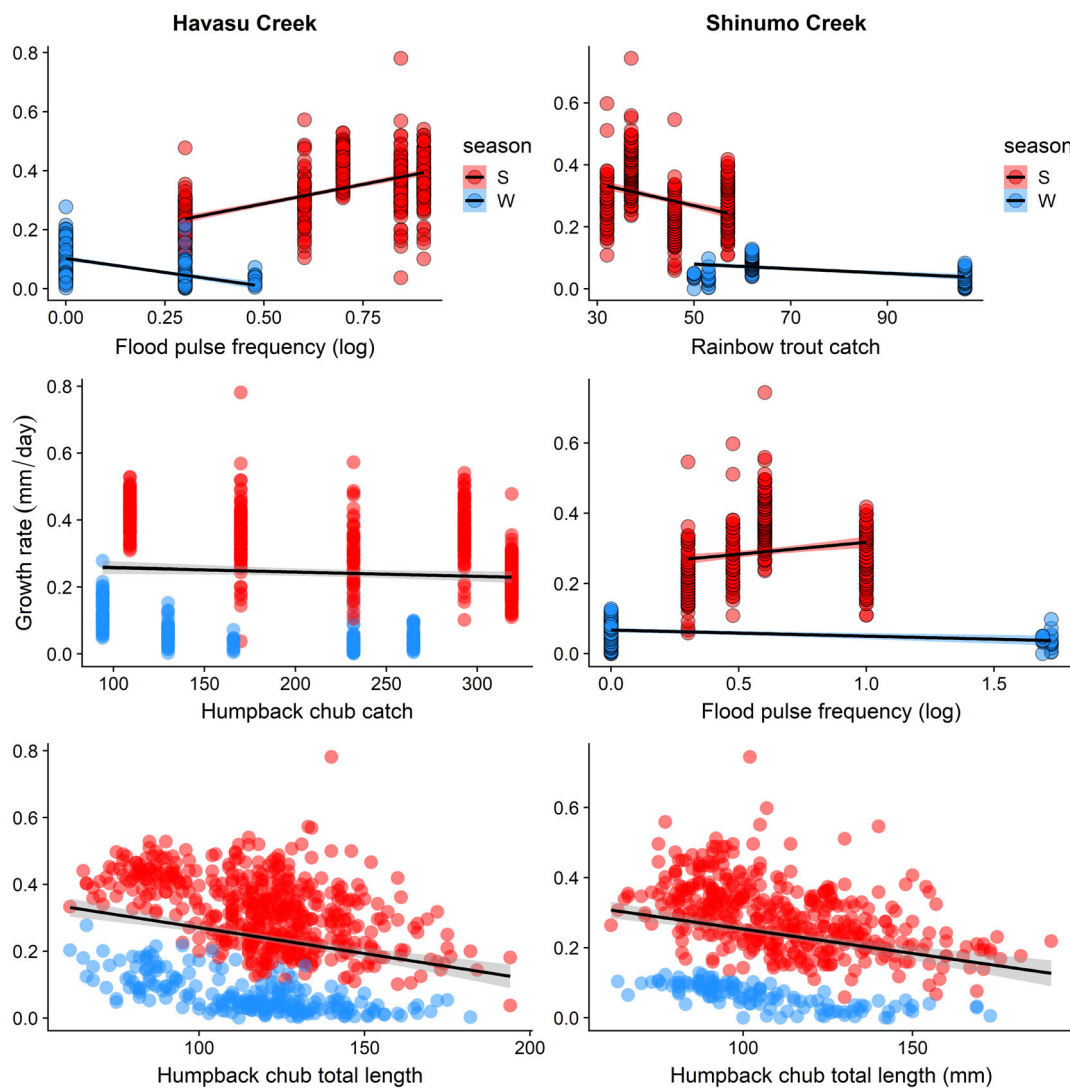 Havasu Creek
Shinumo Creek
0.8
0.6
0.4
0.2
0.0
0.00 0.25 0.50 0.75
Flood pulse frequency (log)
season
S
W
0.6
0.4
0.2
0.0
30 50 70 90
Rainbow trout catch
season
S
W
Growth rate (mm/day)
0.8
0.6
0.4
0.2
0.0
100 150 200 250 300
Humpback chub catch
0.6
0.4
0.2
0.0
0.0 0.5 1.0 1.5
Flood pulse frequency (log)
0.8
0.6
0.4
0.2
0.0
100 150 200
Humpback chub total length
0.6
0.4
0.2
0.0
100 150
Humpback chub total length (mm)